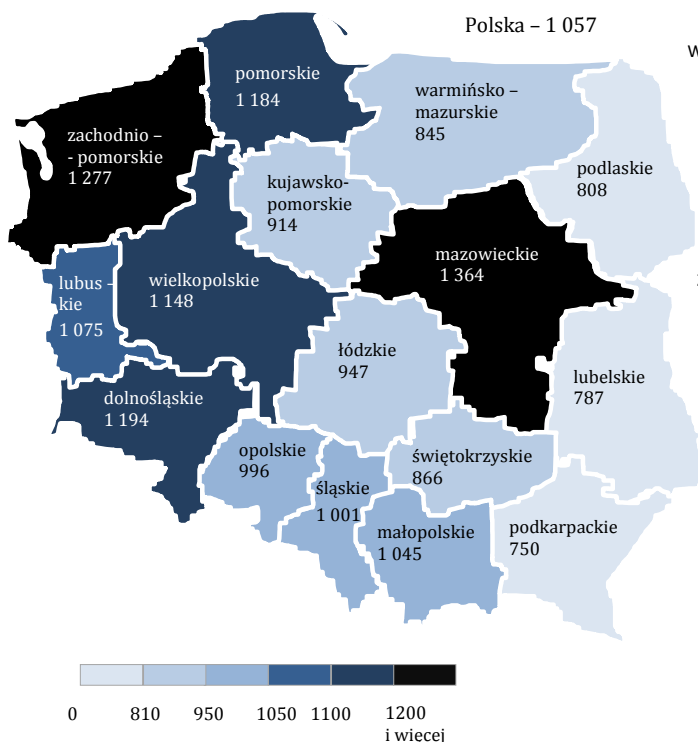 Polska – 1 057
W
pomorskie
1 184
warmińsko –
mazurskie
845
zachodnio –
- pomorskie
1 277
podlaskie
808
kujawsko-
pomorskie
914
mazowieckie
1 364
wielkopolskie
1 148
lubus -
kie
1 075
łódzkie
947
lubelskie
787
dolnośląskie
1 194
opolskie
996
świętokrzyskie
866
śląskie
1 001
małopolskie
1 045
podkarpackie
750
0 810 950 1050 1100 1200
i więcej